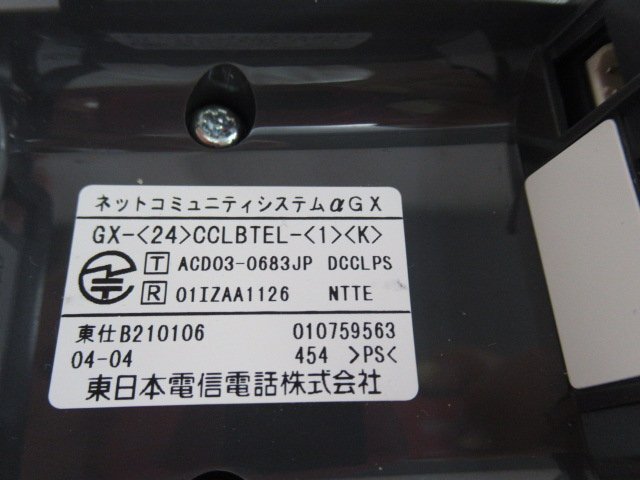 ネットコミュニティシステムαGX
GX-<24>CCLBTEL-<1><K>
T ACD03-0683JP DCCLPS
R 01IZAA1126 NTTE
東仕B210106 010759563
04-04 454 >PS<
東日本電信電話株式会社